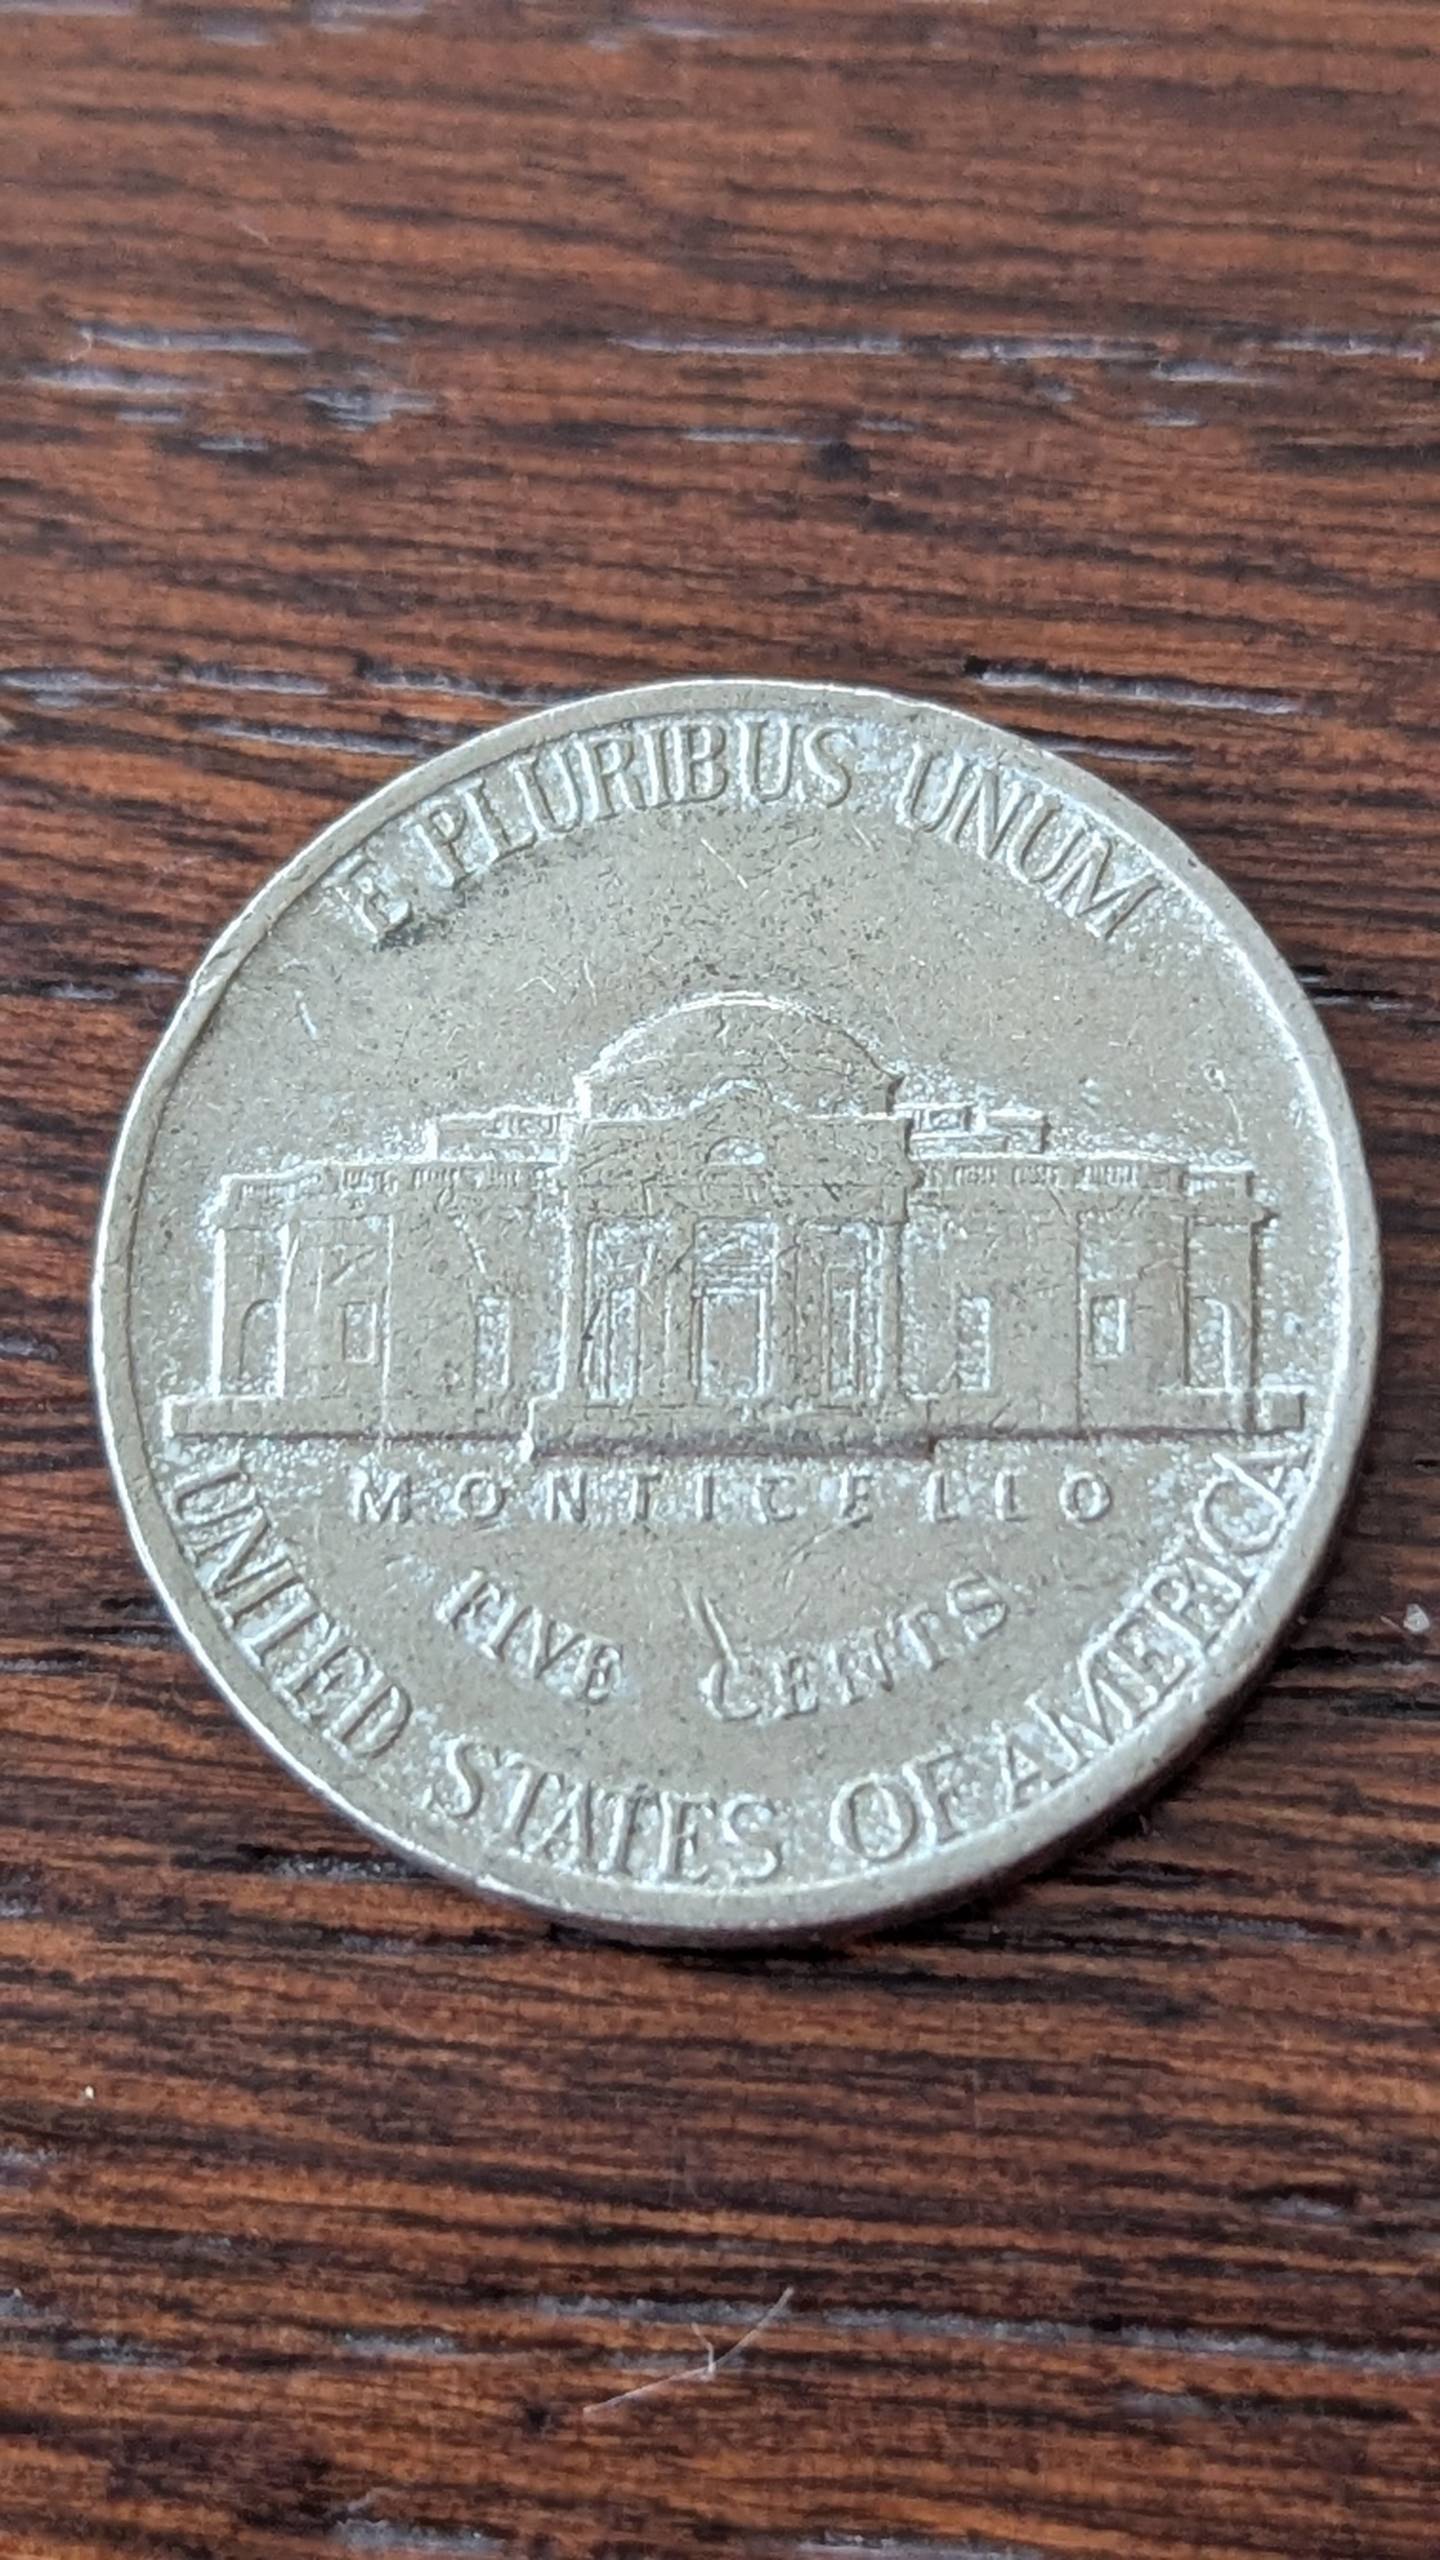 E PLURIBUS UNUM
MONTICELLO
FIVE CENTS
UNITED STATES OF AMERICA